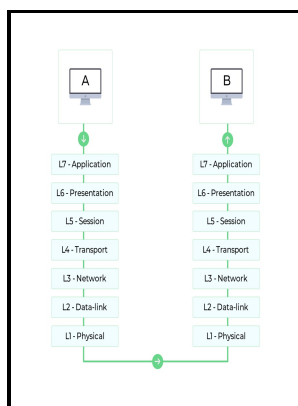 A
B
L7 - Application
L7 - Application
L6 - Presentation
L6 - Presentation
L5 - Session
L5 - Session
L4 - Transport
L4 - Transport
L3 - Network
L3 - Network
L2 - Data-link
L2 - Data-link
L1 - Physical
L1 - Physical